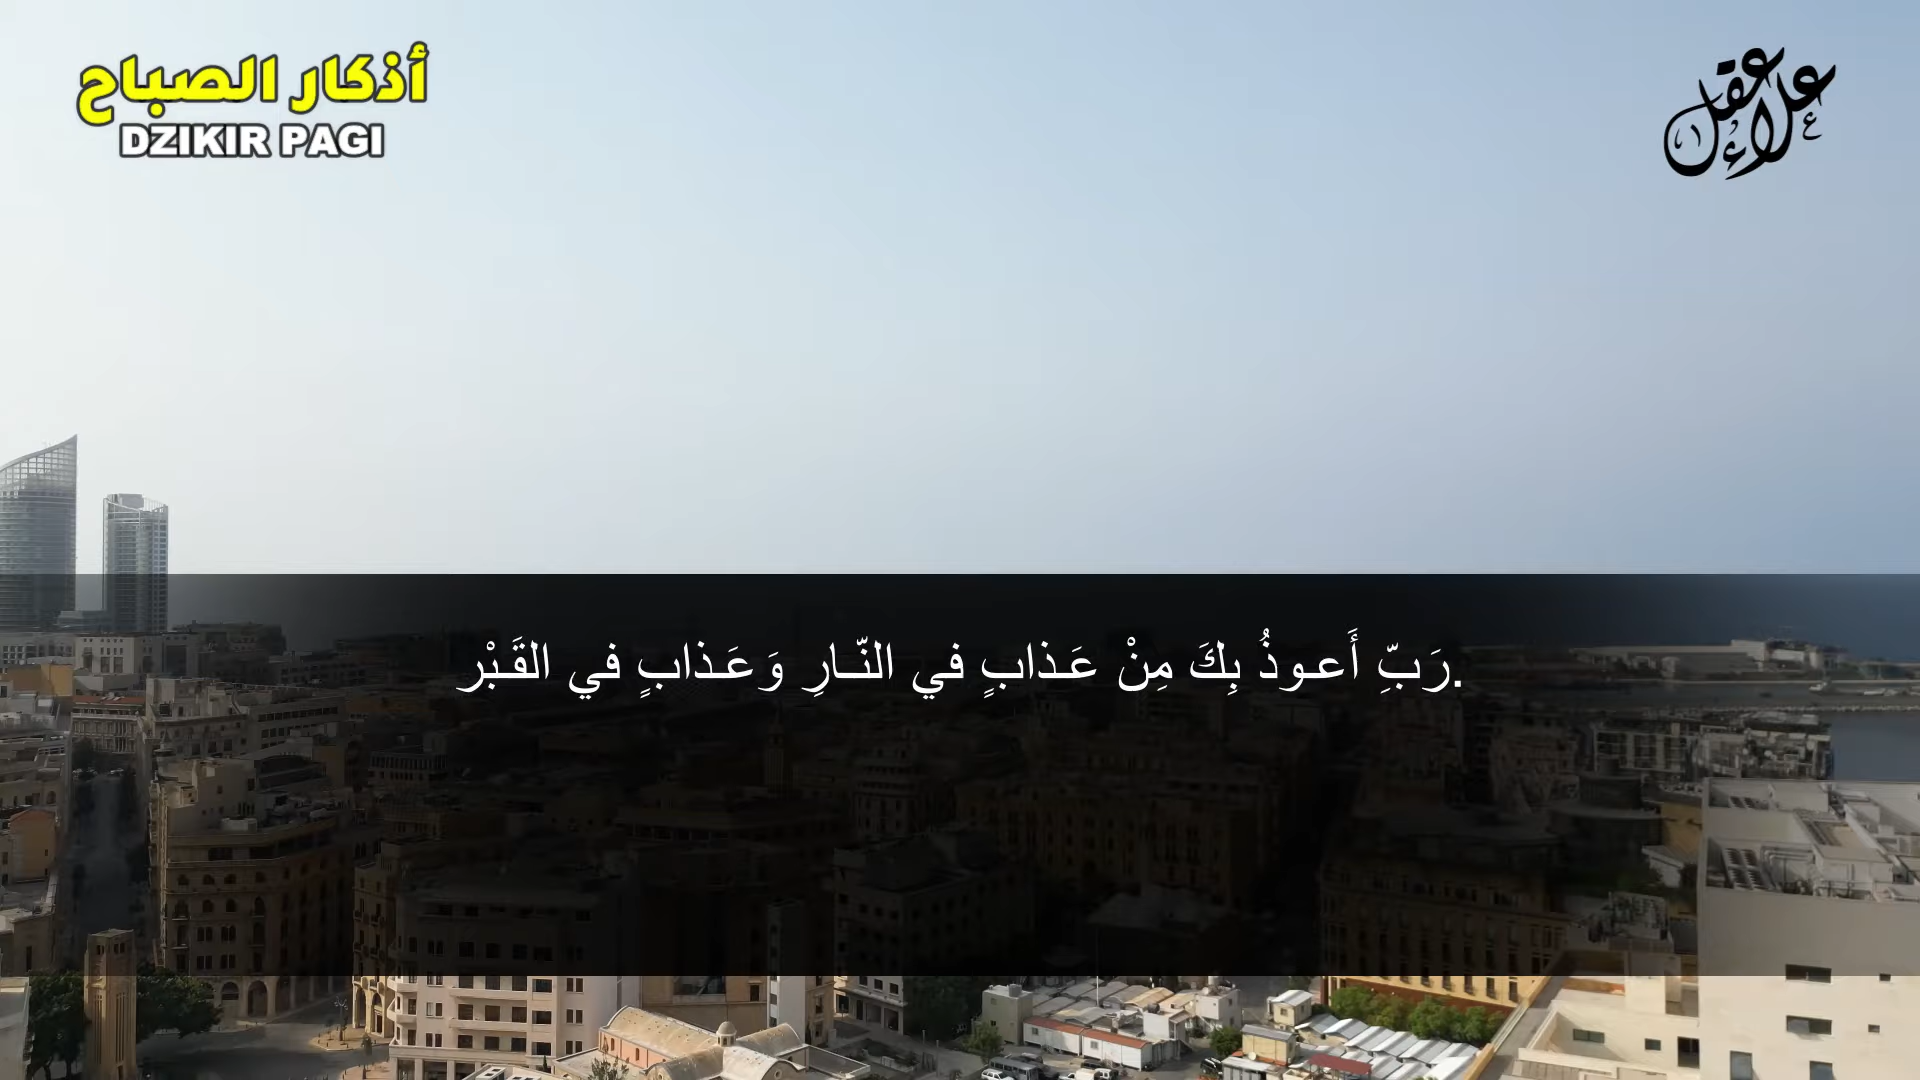 أذكار الصباح
DZIKIR PAGI
علاء عقل
رَبِّ أَعـوذُ بِكَ مِنْ عَـذابٍ في النّـارِ وَعَـذابٍ في القَـبْر.